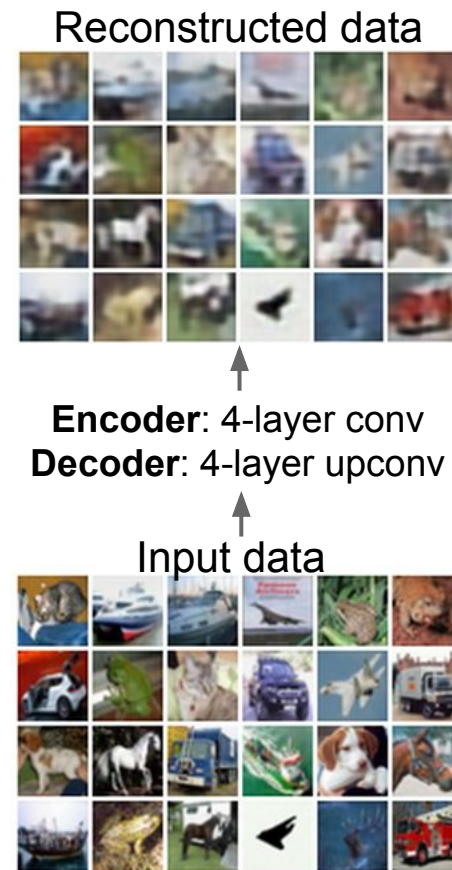 Reconstructed data
Encoder: 4-layer conv
Decoder: 4-layer upconv
Input data